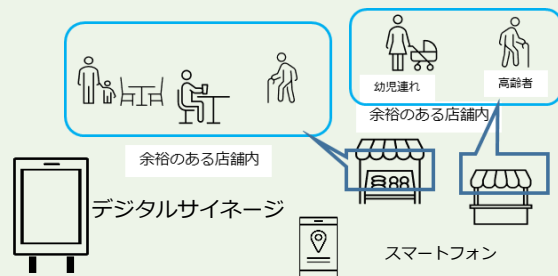 幼児連れ
高齢者
余裕のある店舗内
余裕のある店舗内
デジタルサイネージ
スマートフォン